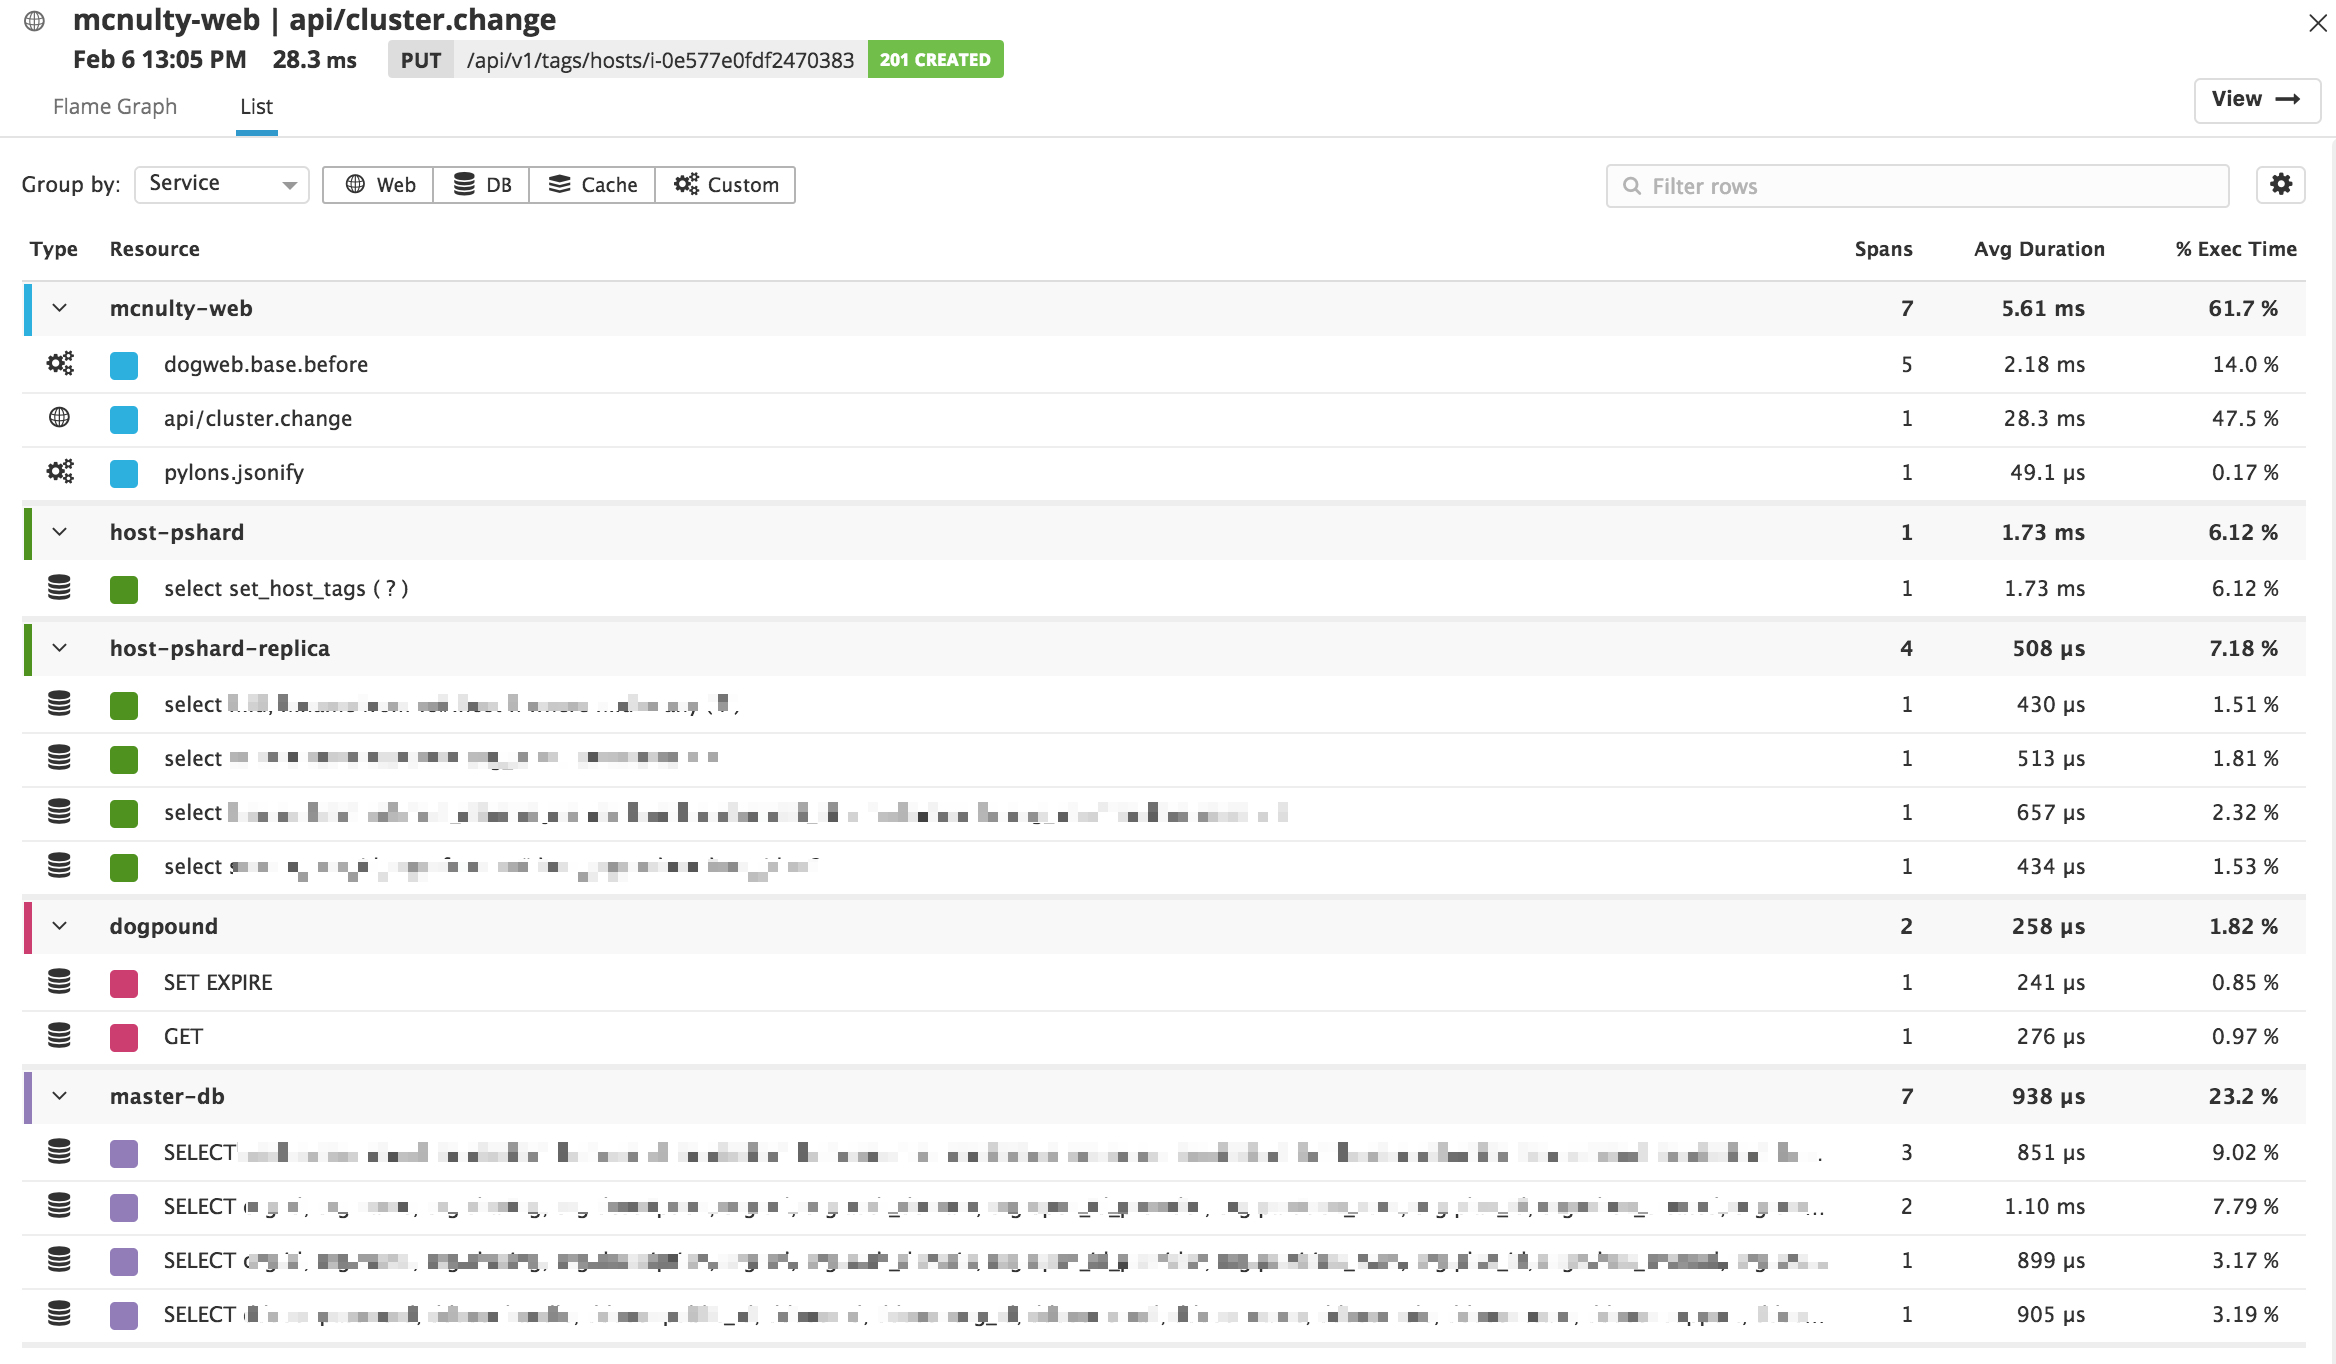 mcnulty-web | api/cluster.change
Feb 6 13:05 PM 28.3 ms PUT /api/v1/tags/hosts/i-0e577e0fdf2470383 201 CREATED
Flame Graph List View →
Group by: Service Web DB Cache Custom Filter rows
Type Resource Spans Avg Duration % Exec Time
mcnulty-web 7 5.61 ms 61.7 %
dogweb.base.before 5 2.18 ms 14.0 %
api/cluster.change 1 28.3 ms 47.5 %
pylons.jsonify 1 49.1 µs 0.17 %
host-pshard 1 1.73 ms 6.12 %
select set_host_tags ( ? ) 1 1.73 ms 6.12 %
host-pshard-replica 4 508 µs 7.18 %
select 1 430 µs 1.51 %
select 1 513 µs 1.81 %
select 1 657 µs 2.32 %
select 1 434 µs 1.53 %
dogpound 2 258 µs 1.82 %
SET EXPIRE 1 241 µs 0.85 %
GET 1 276 µs 0.97 %
master-db 7 938 µs 23.2 %
SELECT 3 851 µs 9.02 %
SELECT 2 1.10 ms 7.79 %
SELECT 1 899 µs 3.17 %
SELECT 1 905 µs 3.19 %